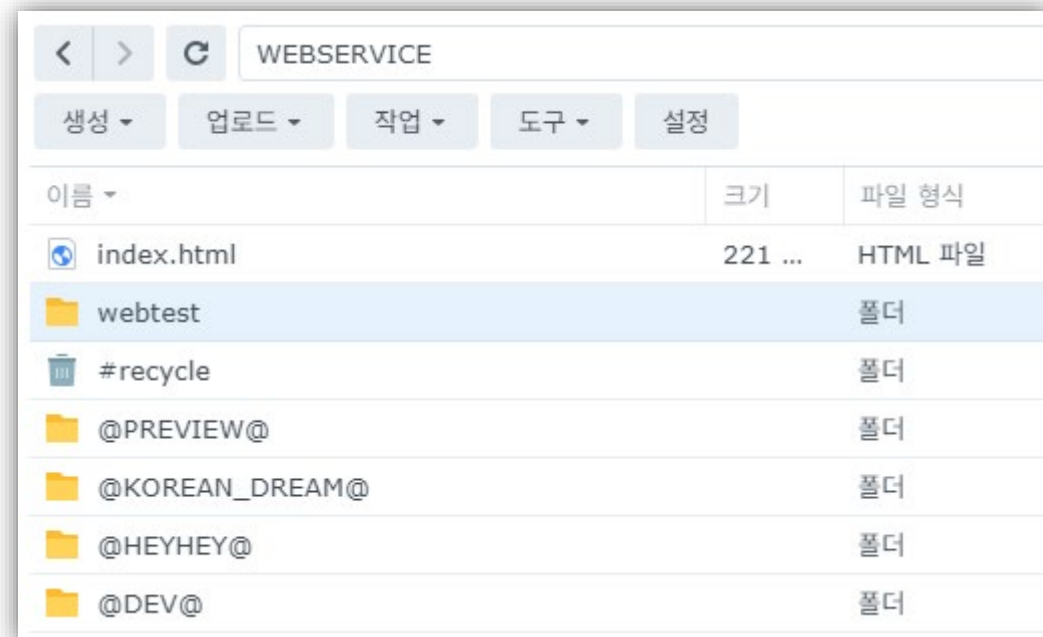 WEBSERVICE
생성 업로드 작업 도구 설정
이름 크기 파일 형식
index.html 221 ... HTML 파일
webtest 폴더
#recycle 폴더
@PREVIEW@ 폴더
@KOREAN_DREAM@ 폴더
@HEYHEY@ 폴더
@DEV@ 폴더